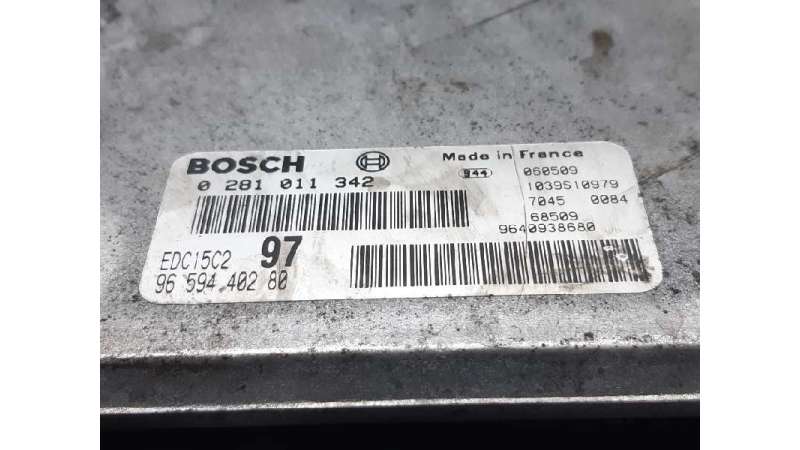 BOSCH
Made in France
0 281 011 342
944
060509
1039S10979
7045 0084
68509
9640938680
EDC15C2
97
96 594 402 80